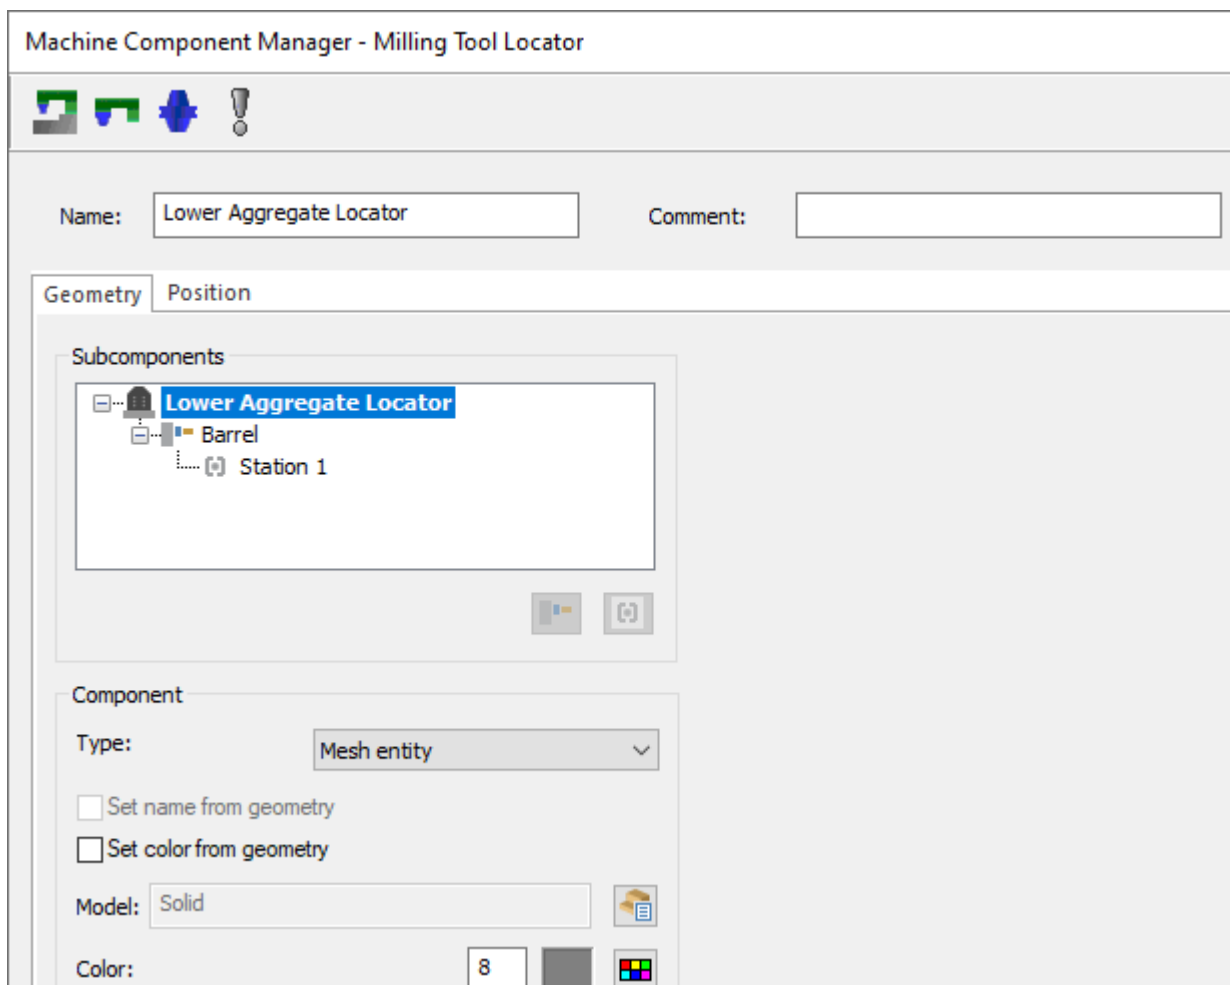 Machine Component Manager - Milling Tool Locator
Name: Lower Aggregate Locator Comment:
Geometry Position
Subcomponents
Lower Aggregate Locator
Barrel
Station 1
Component
Type: Mesh entity
Set name from geometry
Set color from geometry
Model: Solid
Color: 8